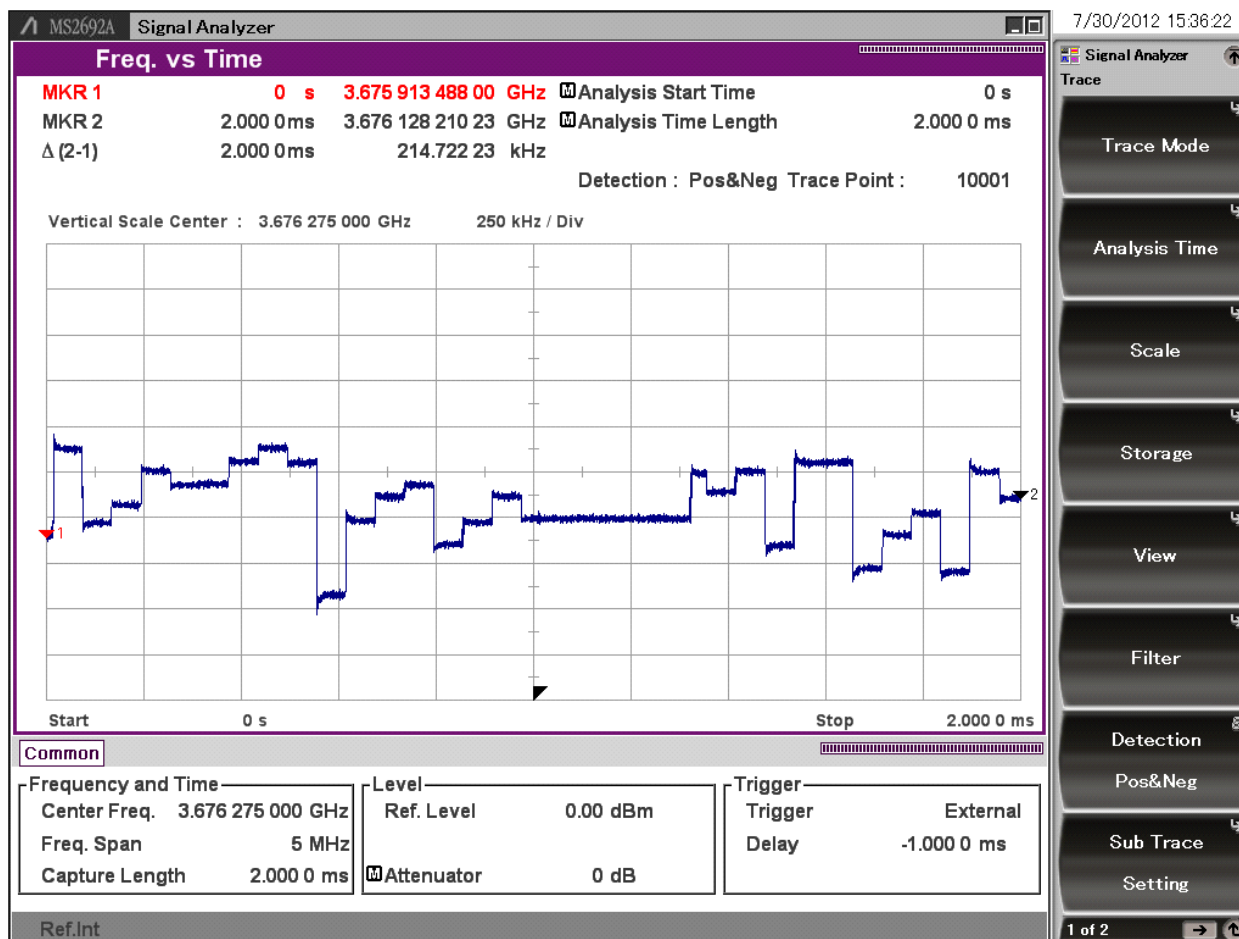 MS2692A Signal Analyzer
7/30/2012 15:36:22
Freq. vs Time
MKR 1 0 s 3.675 913 488 00 GHz M Analysis Start Time 0 s
MKR 2 2.000 0ms 3.676 128 210 23 GHz M Analysis Time Length 2.000 0 ms
Δ (2-1) 2.000 0ms 214.722 23 kHz
Detection : Pos&Neg Trace Point : 10001
Vertical Scale Center : 3.676 275 000 GHz 250 kHz / Div
1
2
Start 0 s Stop 2.000 0 ms
Common
Frequency and Time
Center Freq. 3.676 275 000 GHz
Freq. Span 5 MHz
Capture Length 2.000 0 ms
Level
Ref. Level 0.00 dBm
M Attenuator 0 dB
Trigger
Trigger External
Delay -1.000 0 ms
Ref.Int
Signal Analyzer
Trace
Trace Mode
Analysis Time
Scale
Storage
View
Filter
Detection
Pos&Neg
Sub Trace
Setting
1 of 2